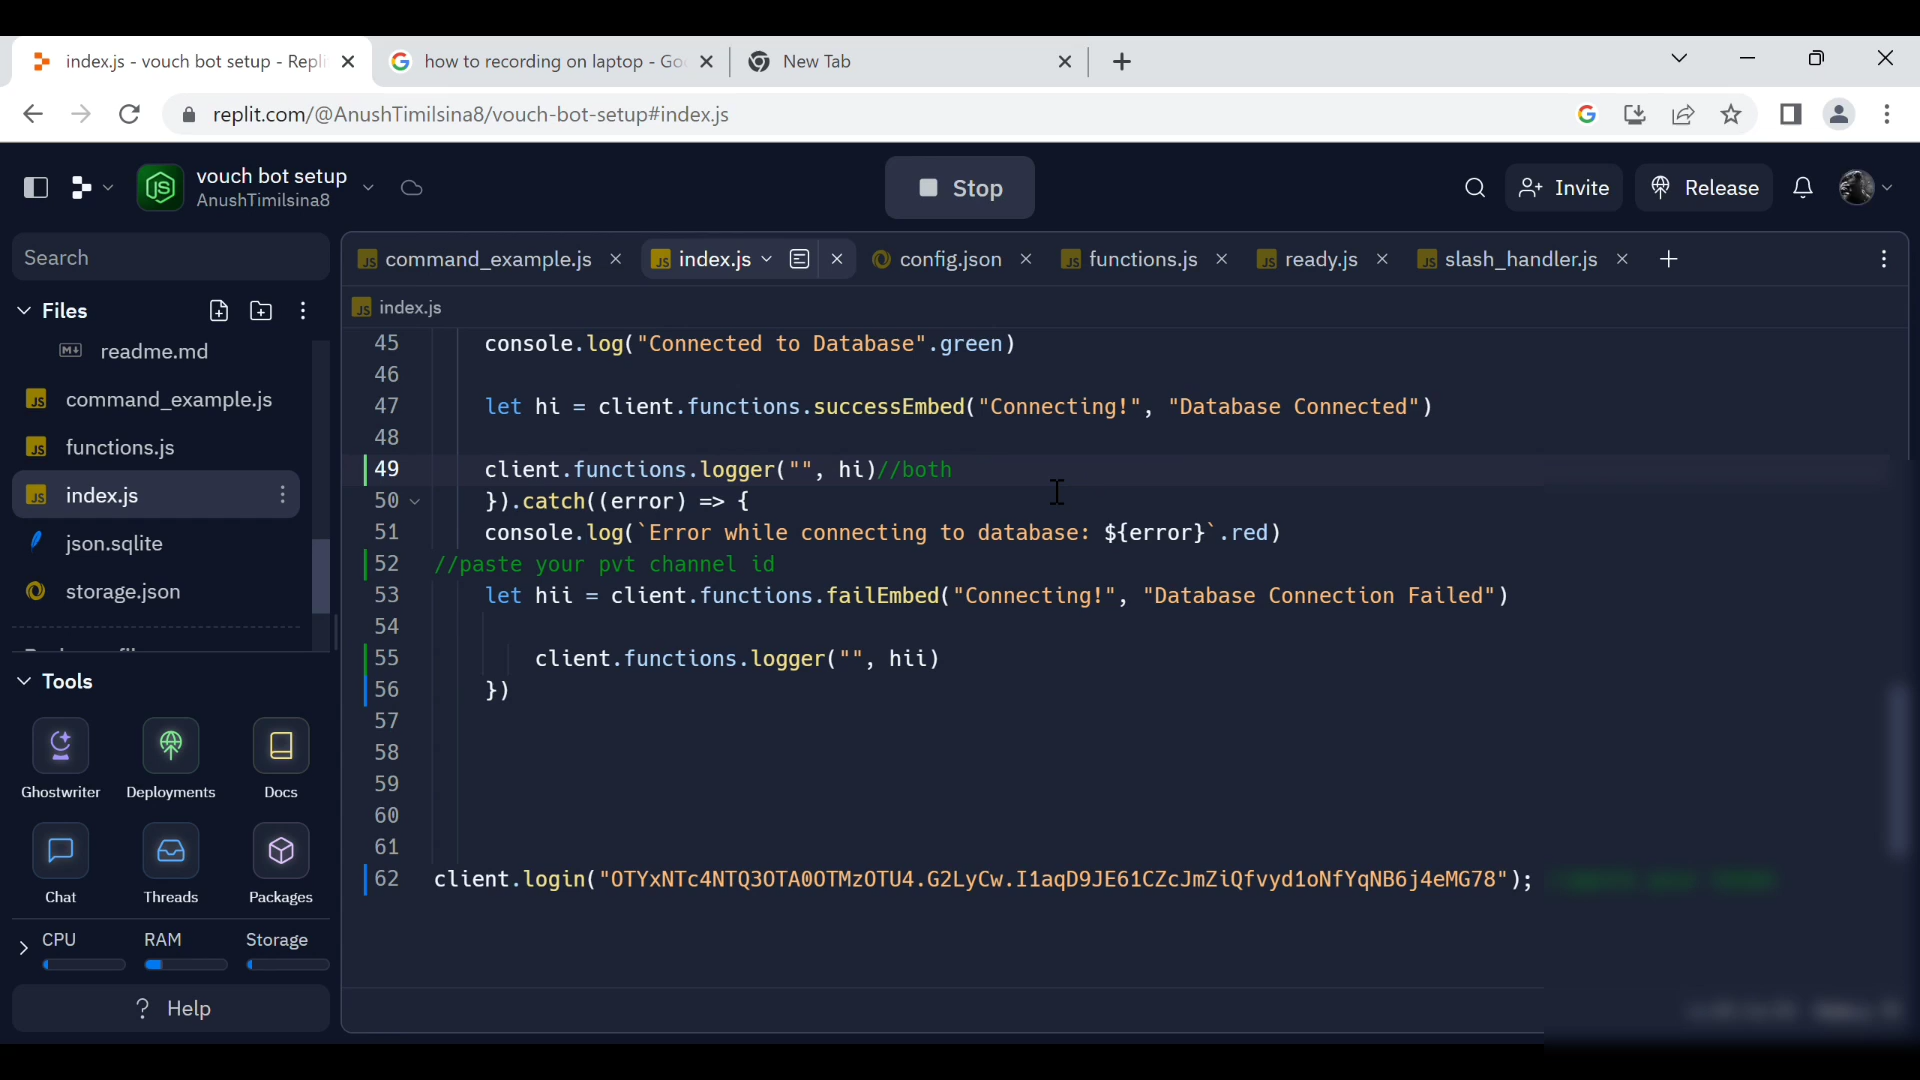 index.js - vouch bot setup - Repli
how to recording on laptop - Goo
New Tab
replit.com/@AnushTimilsina8/vouch-bot-setup#index.js
vouch bot setup
AnushTimilsina8
Stop
Invite
Release
Search
Files
readme.md
command_example.js
functions.js
index.js
json.sqlite
storage.json
Tools
Ghostwriter
Deployments
Docs
Chat
Threads
Packages
CPU
RAM
Storage
? Help
command_example.js
index.js
config.json
functions.js
ready.js
slash_handler.js
index.js
45 console.log("Connected to Database".green)
46
47 let hi = client.functions.successEmbed("Connecting!", "Database Connected")
48
49 client.functions.logger("", hi)//both
50 }).catch((error) => {
51 console.log(`Error while connecting to database: ${error}`.red)
52 //paste your pvt channel id
53 let hii = client.functions.failEmbed("Connecting!", "Database Connection Failed")
54
55 client.functions.logger("", hii)
56 })
57
58
59
60
61
62 client.login("OTYxNTc4NTQ3OTA0OTMzOTU4.G2LyCw.I1aqD9JE61CZcJmZiQfvyd1oNfYqNB6j4eMG78");